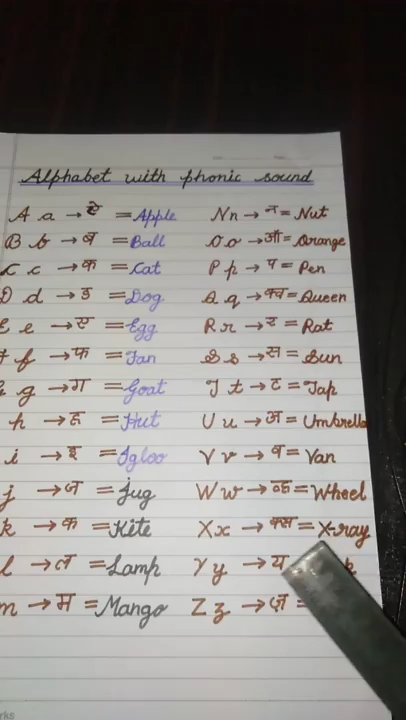 Alphabet with phonic sound
A a → ऐ = Apple
B b → ब = Ball
C c → क = Cat
D d → ड = Dog
E e → ए = Egg
f → फ = Fan
g → ग = Goat
h → ह = Hut
i → इ = Igloo
j → ज = Jug
k → क = Kite
l → ल = Lamp
m → म = Mango
N n → न = Nut
O o → ऑ = Orange
P p → प = Pen
Q q → क्व = Queen
R r → र = Rat
S s → स = Sun
T t → ट = Tap
U u → अ = Umbrella
V v → व = Van
W w → व्ह = Wheel
X x → क्स = X-ray
Y y → य
Z z → ज़ =